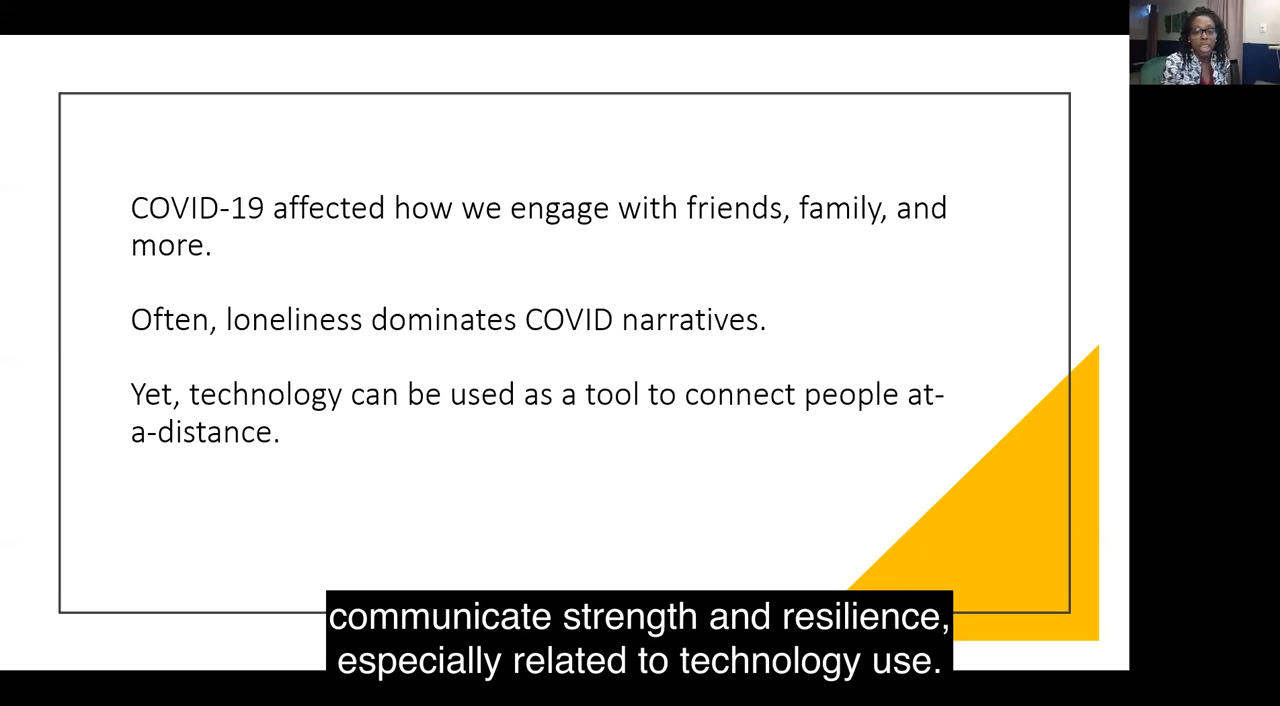 COVID-19 affected how we engage with friends, family, and
more.
Often, loneliness dominates COVID narratives.
Yet, technology can be used as a tool to connect people at-
a-distance.
communicate strength and resilience,
especially related to technology use.